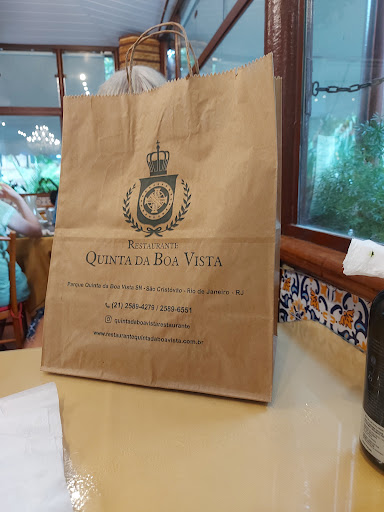 RESTAURANTE
QUINTA DA BOA VISTA
Parque Quinta da Boa Vista SN - São Cristóvão - Rio de Janeiro - RJ
(21) 2589-4279 / 2589-6551
quintadaboavistarestaurante
www.restaurantequintadaboavista.com.br